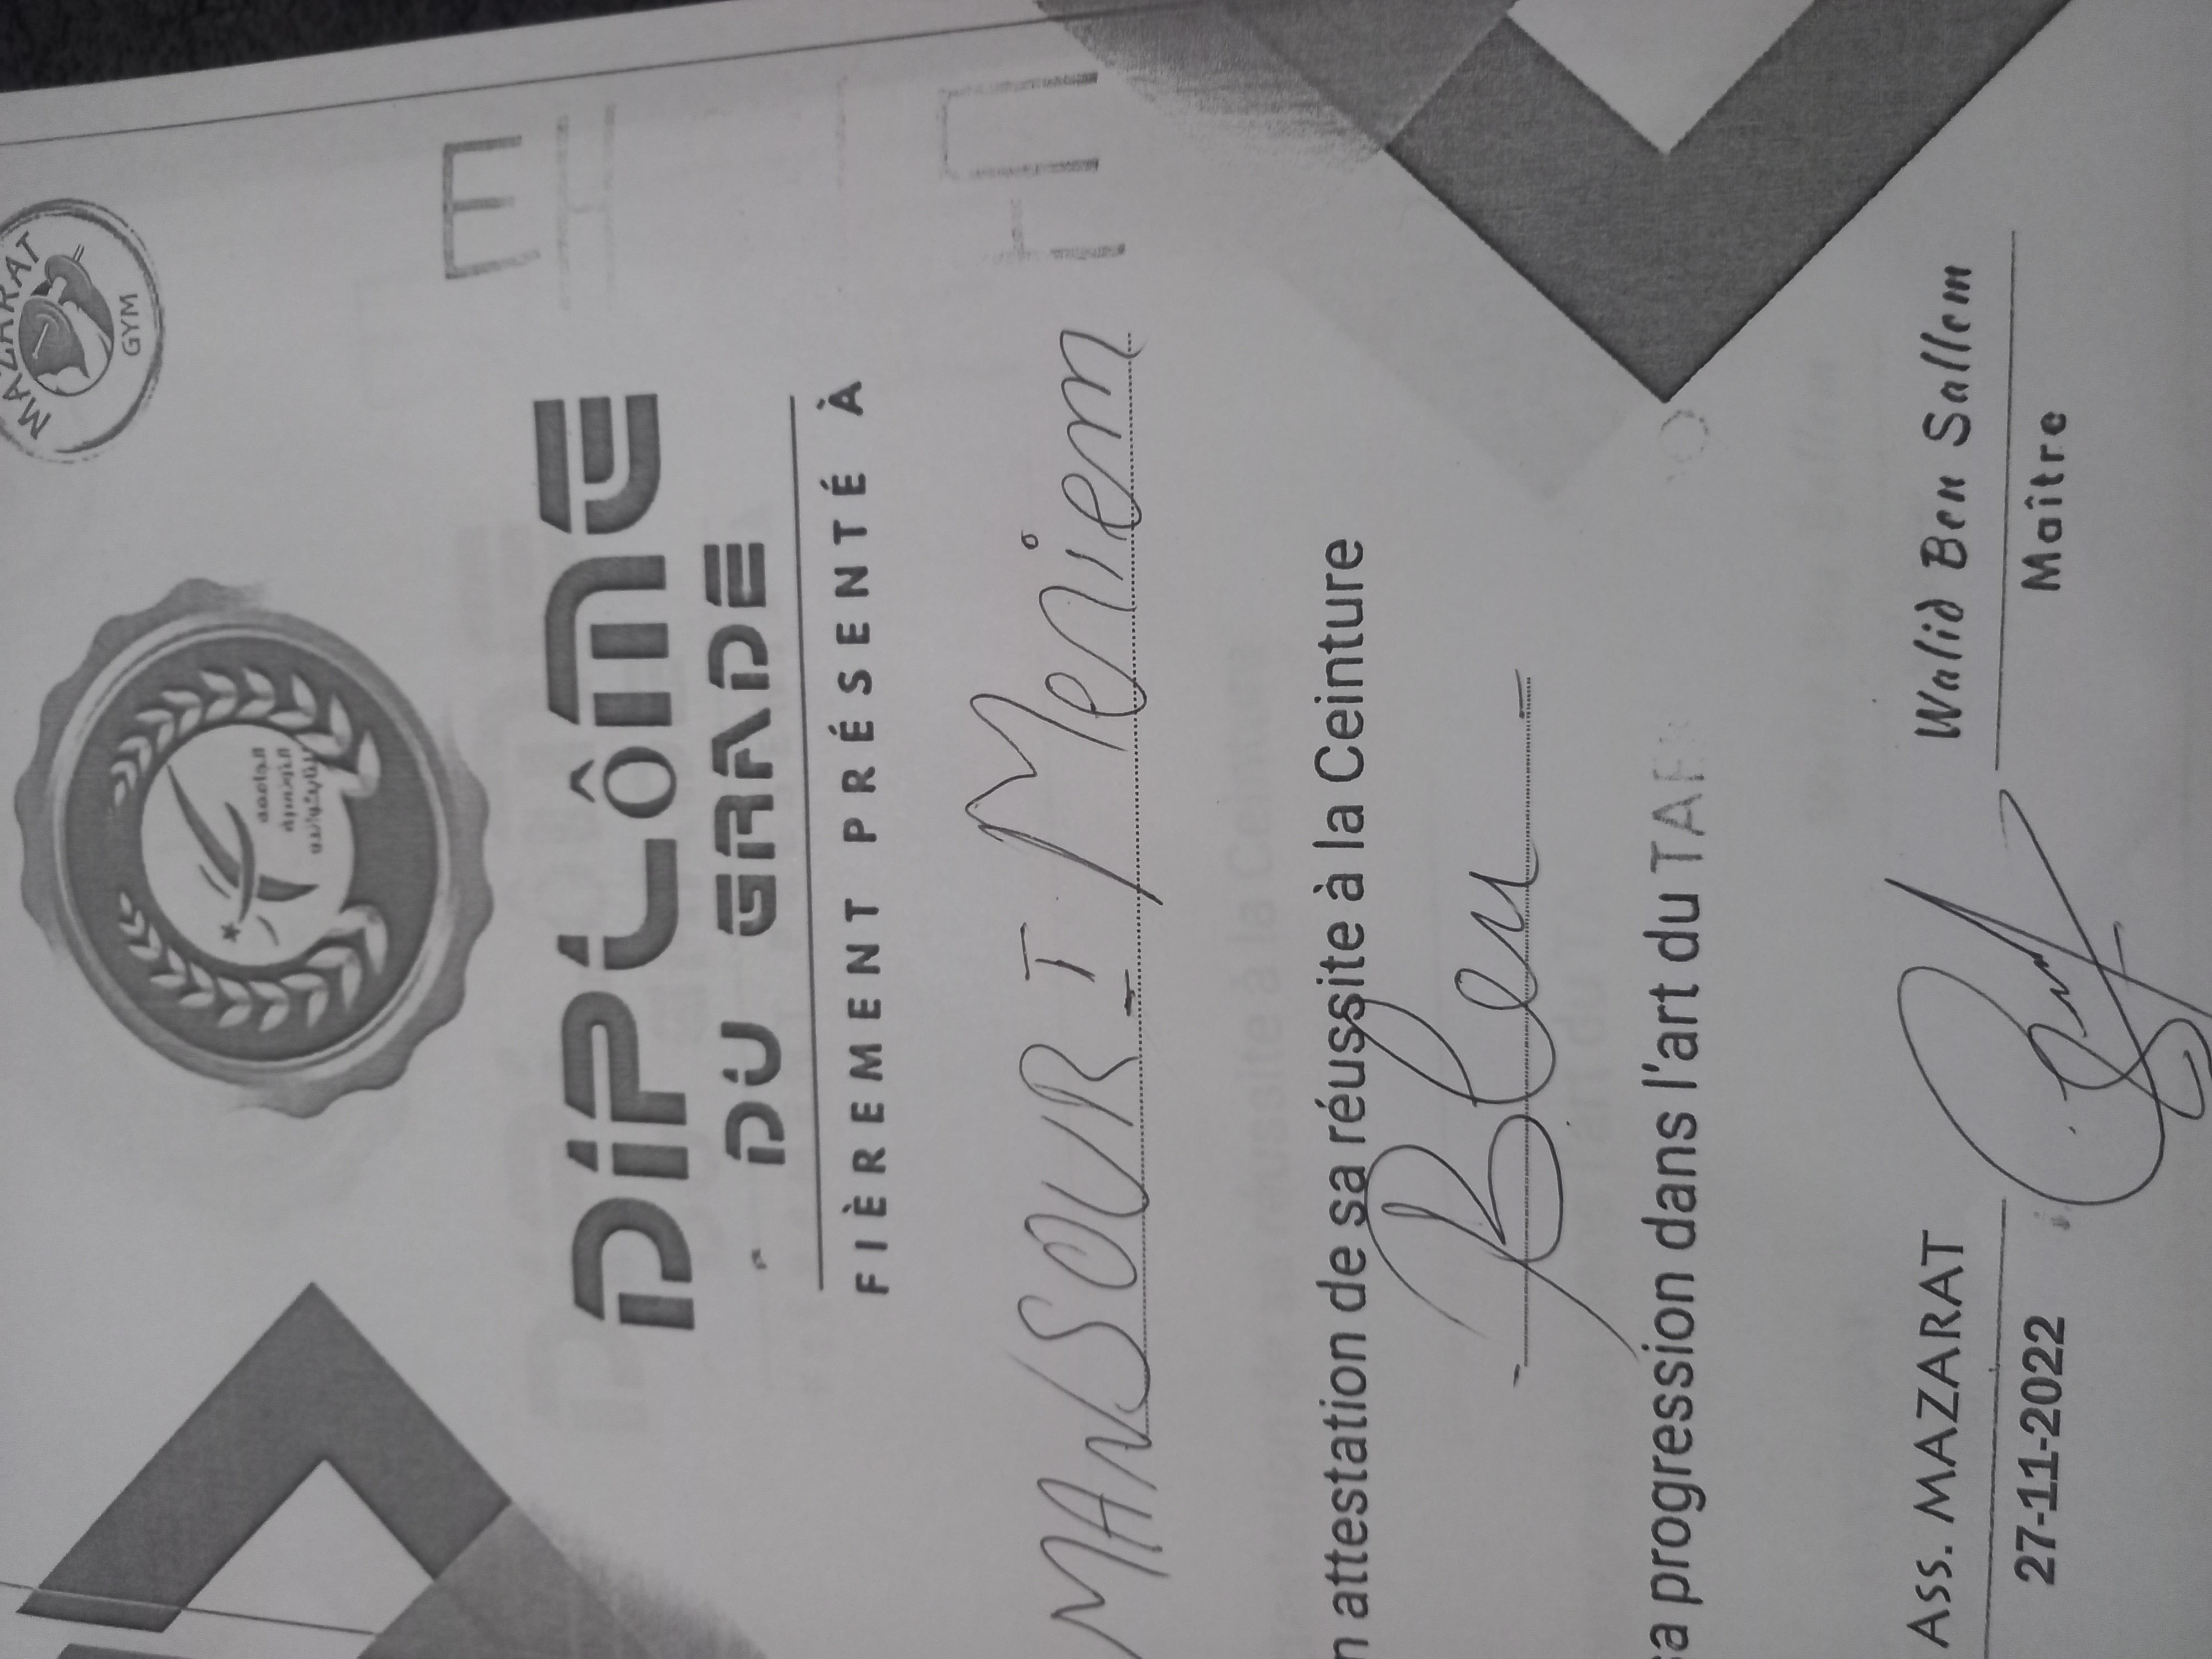 MAZARAT
GYM
DIPLÔME
DU GRADE
FIÈREMENT PRÉSENTÉ À
MANSOURI Meniem
attestation de sa réussite à la Ceinture
Bleu
sa progression dans l'art du
Ass. MAZARAT
Walid Ben Sallem
27-11-2022
Maître